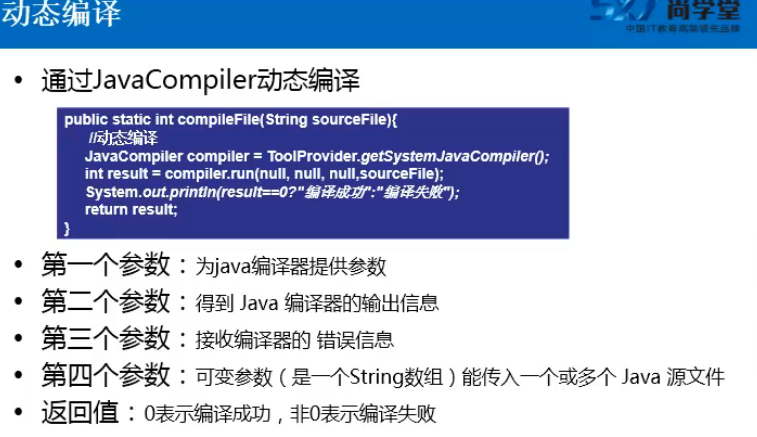 动态编译
尚学堂
中国IT教育高端领先品牌
• 通过JavaCompiler动态编译
public static int compileFile(String sourceFile){
//动态编译
JavaCompiler compiler = ToolProvider.getSystemJavaCompiler();
int result = compiler.run(null, null, null,sourceFile);
System.out.println(result==0?"编译成功":"编译失败");
return result;
}
• 第一个参数：为java编译器提供参数
• 第二个参数：得到 Java 编译器的输出信息
• 第三个参数：接收编译器的 错误信息
• 第四个参数：可变参数（是一个String数组）能传入一个或多个 Java 源文件
• 返回值：0表示编译成功，非0表示编译失败